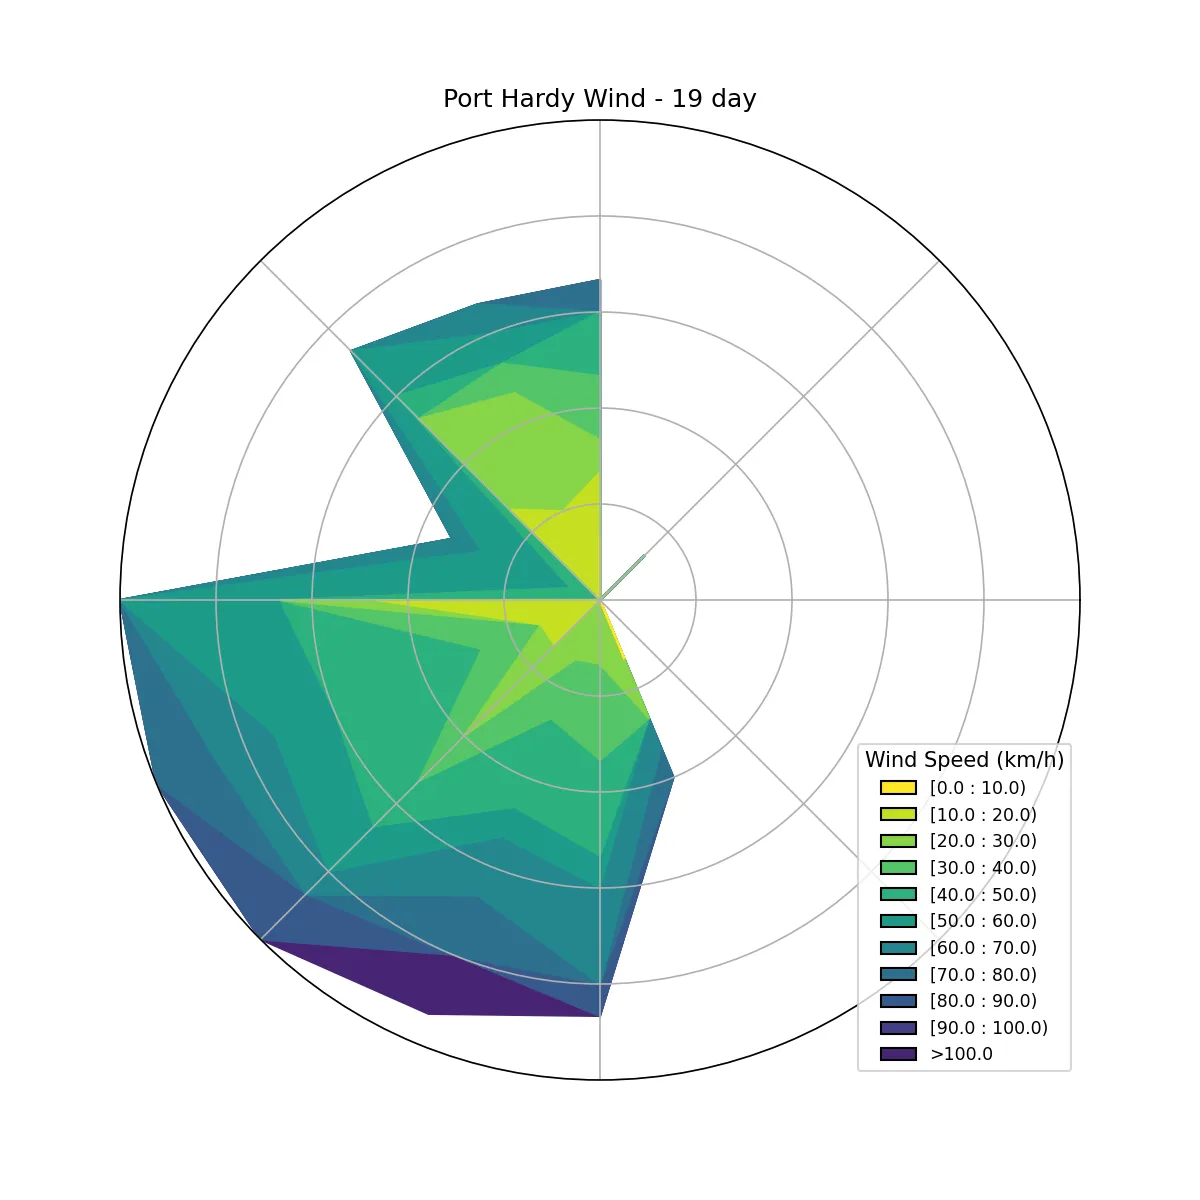 Port Hardy Wind - 19 day
Wind Speed (km/h)
[0.0 : 10.0)
[10.0 : 20.0)
[20.0 : 30.0)
[30.0 : 40.0)
[40.0 : 50.0)
[50.0 : 60.0)
[60.0 : 70.0)
[70.0 : 80.0)
[80.0 : 90.0)
[90.0 : 100.0)
>100.0